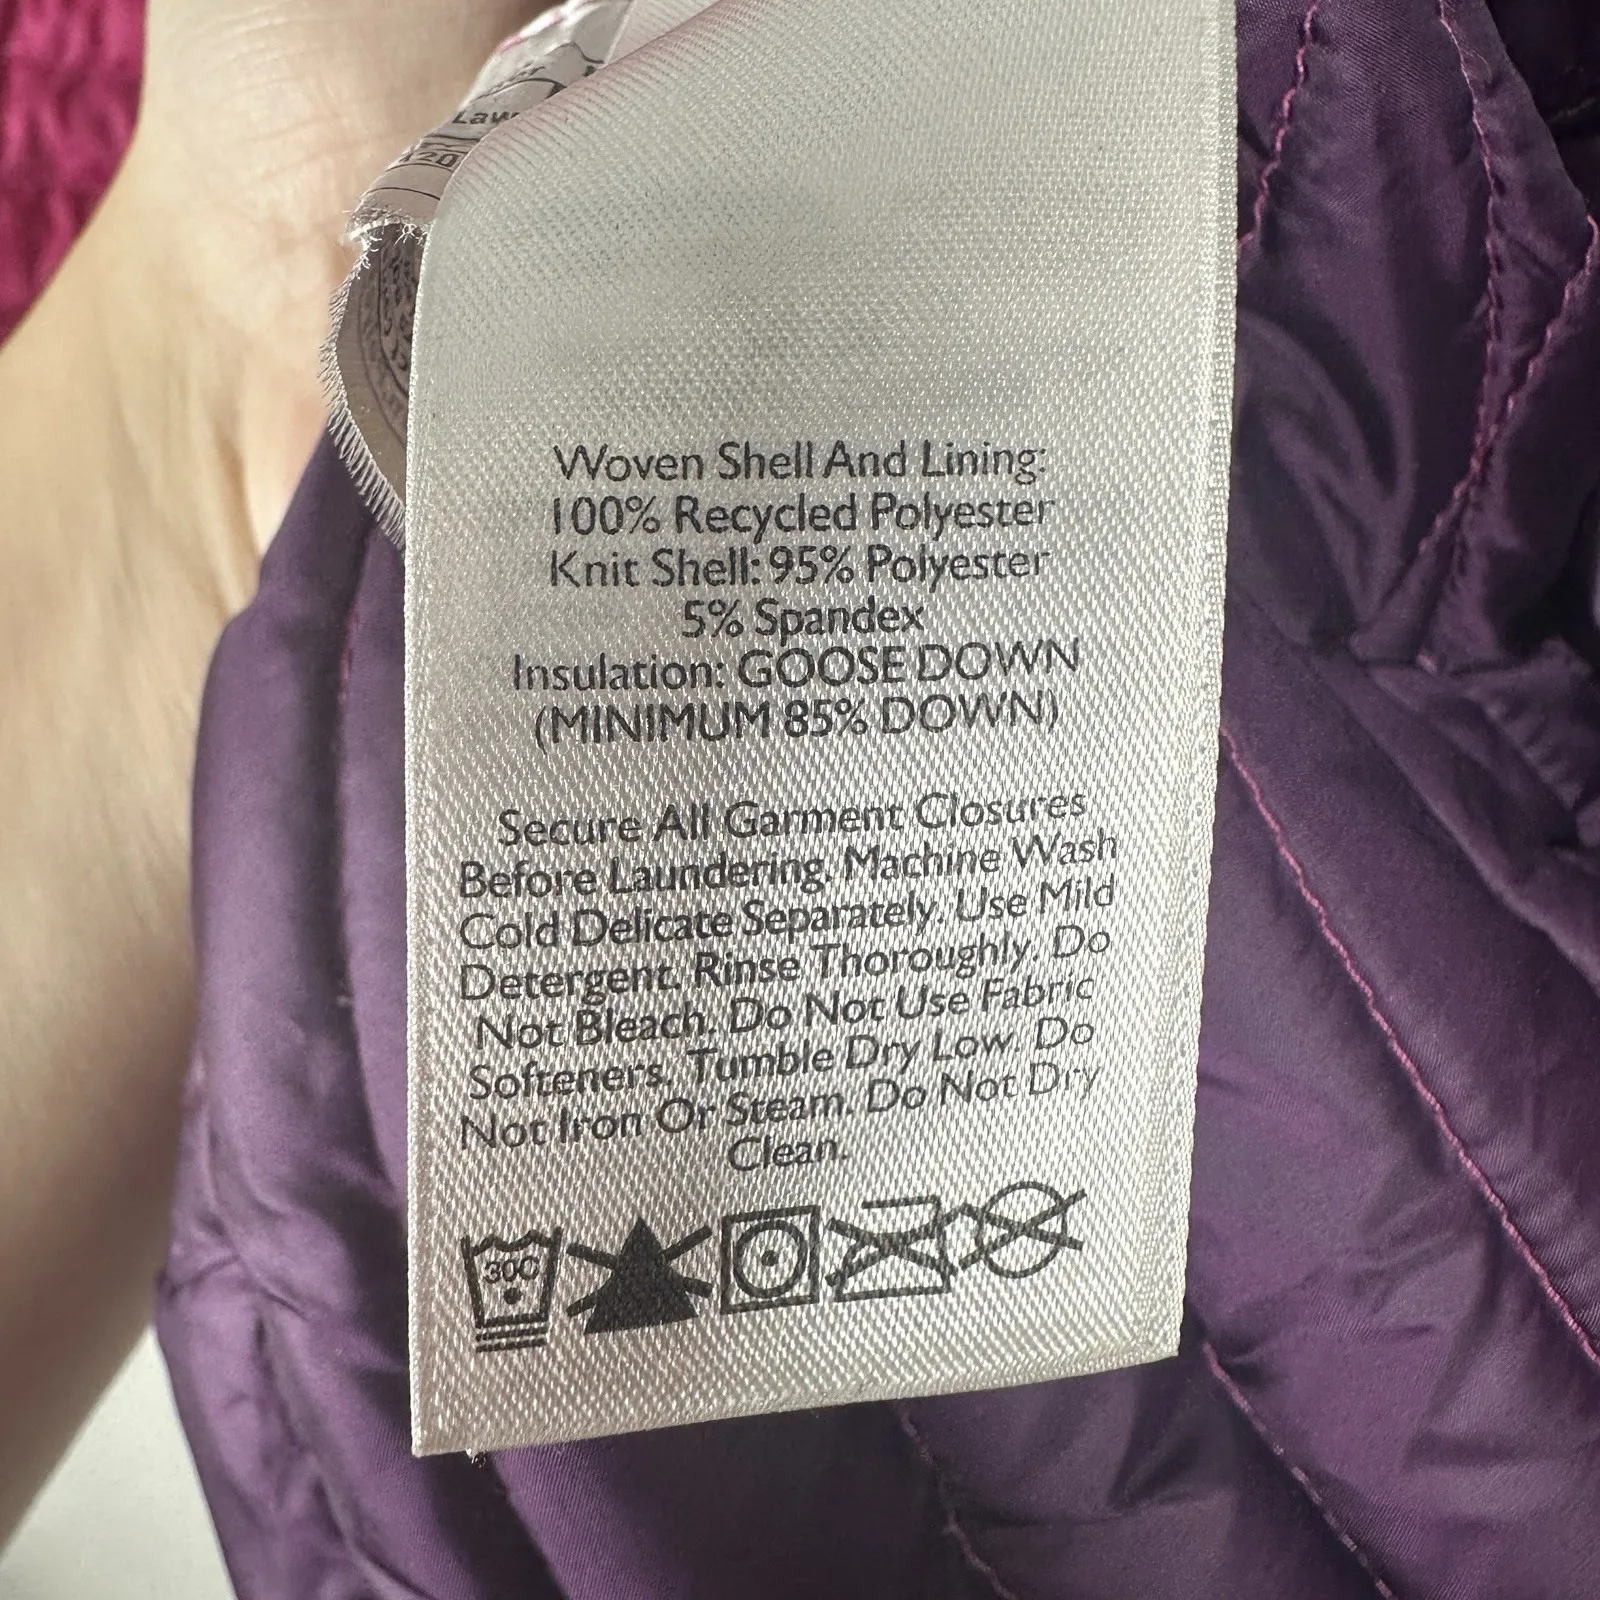 Law
120
Woven Shell And Lining:
100% Recycled Polyester
Knit Shell: 95% Polyester
5% Spandex
Insulation: GOOSE DOWN
(MINIMUM 85% DOWN)
Secure All Garment Closures
Before Laundering. Machine Wash
Cold Delicate Separately. Use Mild
Detergent. Rinse Thoroughly. Do
Not Bleach. Do Not Use Fabric
Softeners. Tumble Dry Low. Do
Not Iron Or Steam. Do Not Dry
Clean.
30C